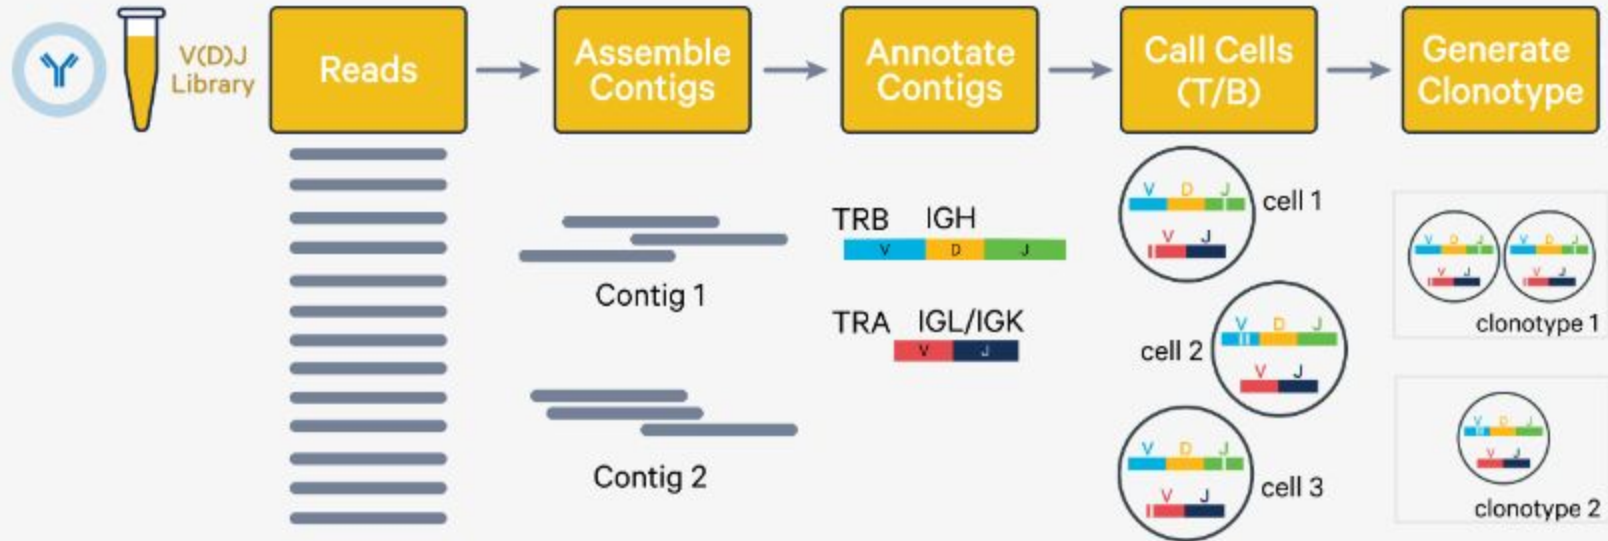 V(D)J
Library
Reads
Assemble
Contigs
Annotate
Contigs
Call Cells
(T/B)
Generate
Clonotype
Contig 1
Contig 2
TRB IGH
V D J
TRA IGL/IGK
V J
V D J
cell 1
V J
V D J
cell 2
V J
V D J
cell 3
V J
V D J V D J
V J V J
clonotype 1
V D J
V J
clonotype 2